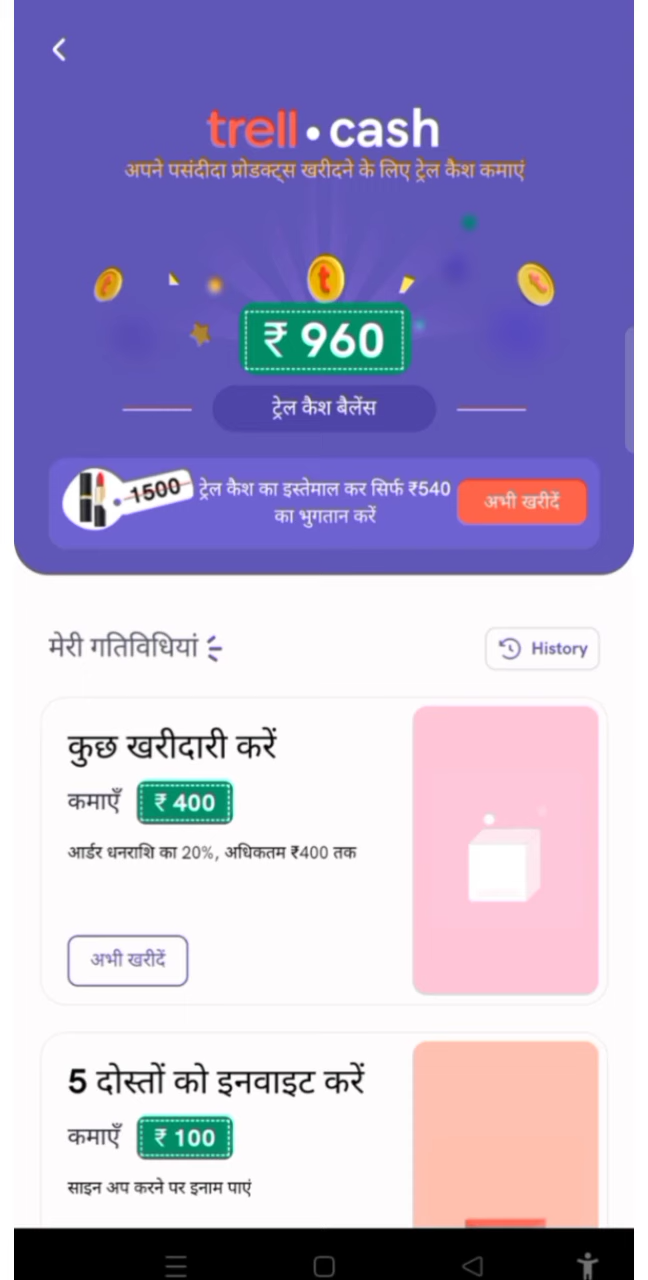 trell • cash
अपने पसंदीदा प्रोडक्ट्स खरीदने के लिए ट्रेल कैश कमाएं
₹ 960
ट्रेल कैश बैलेंस
1500 ट्रेल कैश का इस्तेमाल कर सिर्फ ₹540
का भुगतान करें
अभी खरीदें
मेरी गतिविधियां
History
कुछ खरीदारी करें
कमाएँ ₹ 400
आर्डर धनराशि का 20%, अधिकतम ₹400 तक
अभी खरीदें
5 दोस्तों को इनवाइट करें
कमाएँ ₹ 100
साइन अप करने पर इनाम पाएं